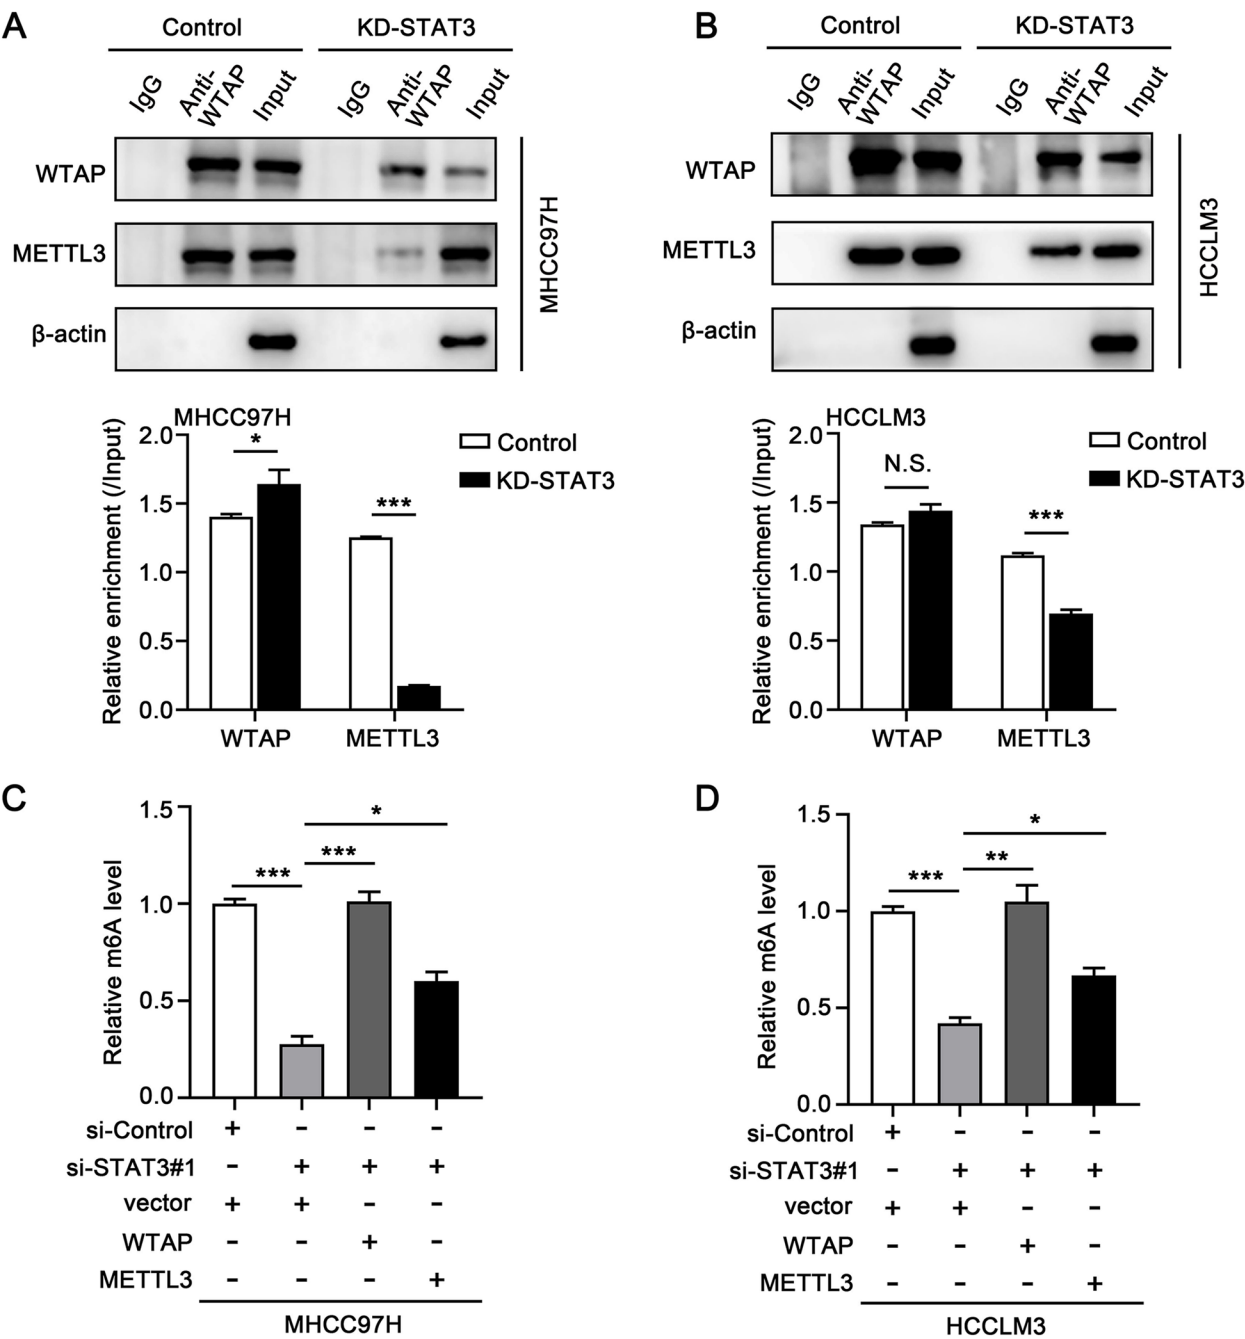 A
Control KD-STAT3
IgG Anti-WTAP Input IgG Anti-WTAP Input
WTAP
METTL3
β-actin
MHCC97H
MHCC97H
Relative enrichment (/Input)
2.0
1.5
1.0
0.5
0.0
* ***
WTAP METTL3
Control
KD-STAT3
B
Control KD-STAT3
IgG Anti-WTAP Input IgG Anti-WTAP Input
WTAP
METTL3
β-actin
HCCLM3
HCCLM3
Relative enrichment (/Input)
2.0
1.5
1.0
0.5
0.0
N.S. ***
WTAP METTL3
Control
KD-STAT3
C
Relative m6A level
1.5
1.0
0.5
0.0
*
***
***
si-Control + - - -
si-STAT3#1 - + + +
vector + + - -
WTAP - - + -
METTL3 - - - +
MHCC97H
D
Relative m6A level
1.5
1.0
0.5
0.0
*
**
***
si-Control + - - -
si-STAT3#1 - + + +
vector + + - -
WTAP - - + -
METTL3 - - - +
HCCLM3